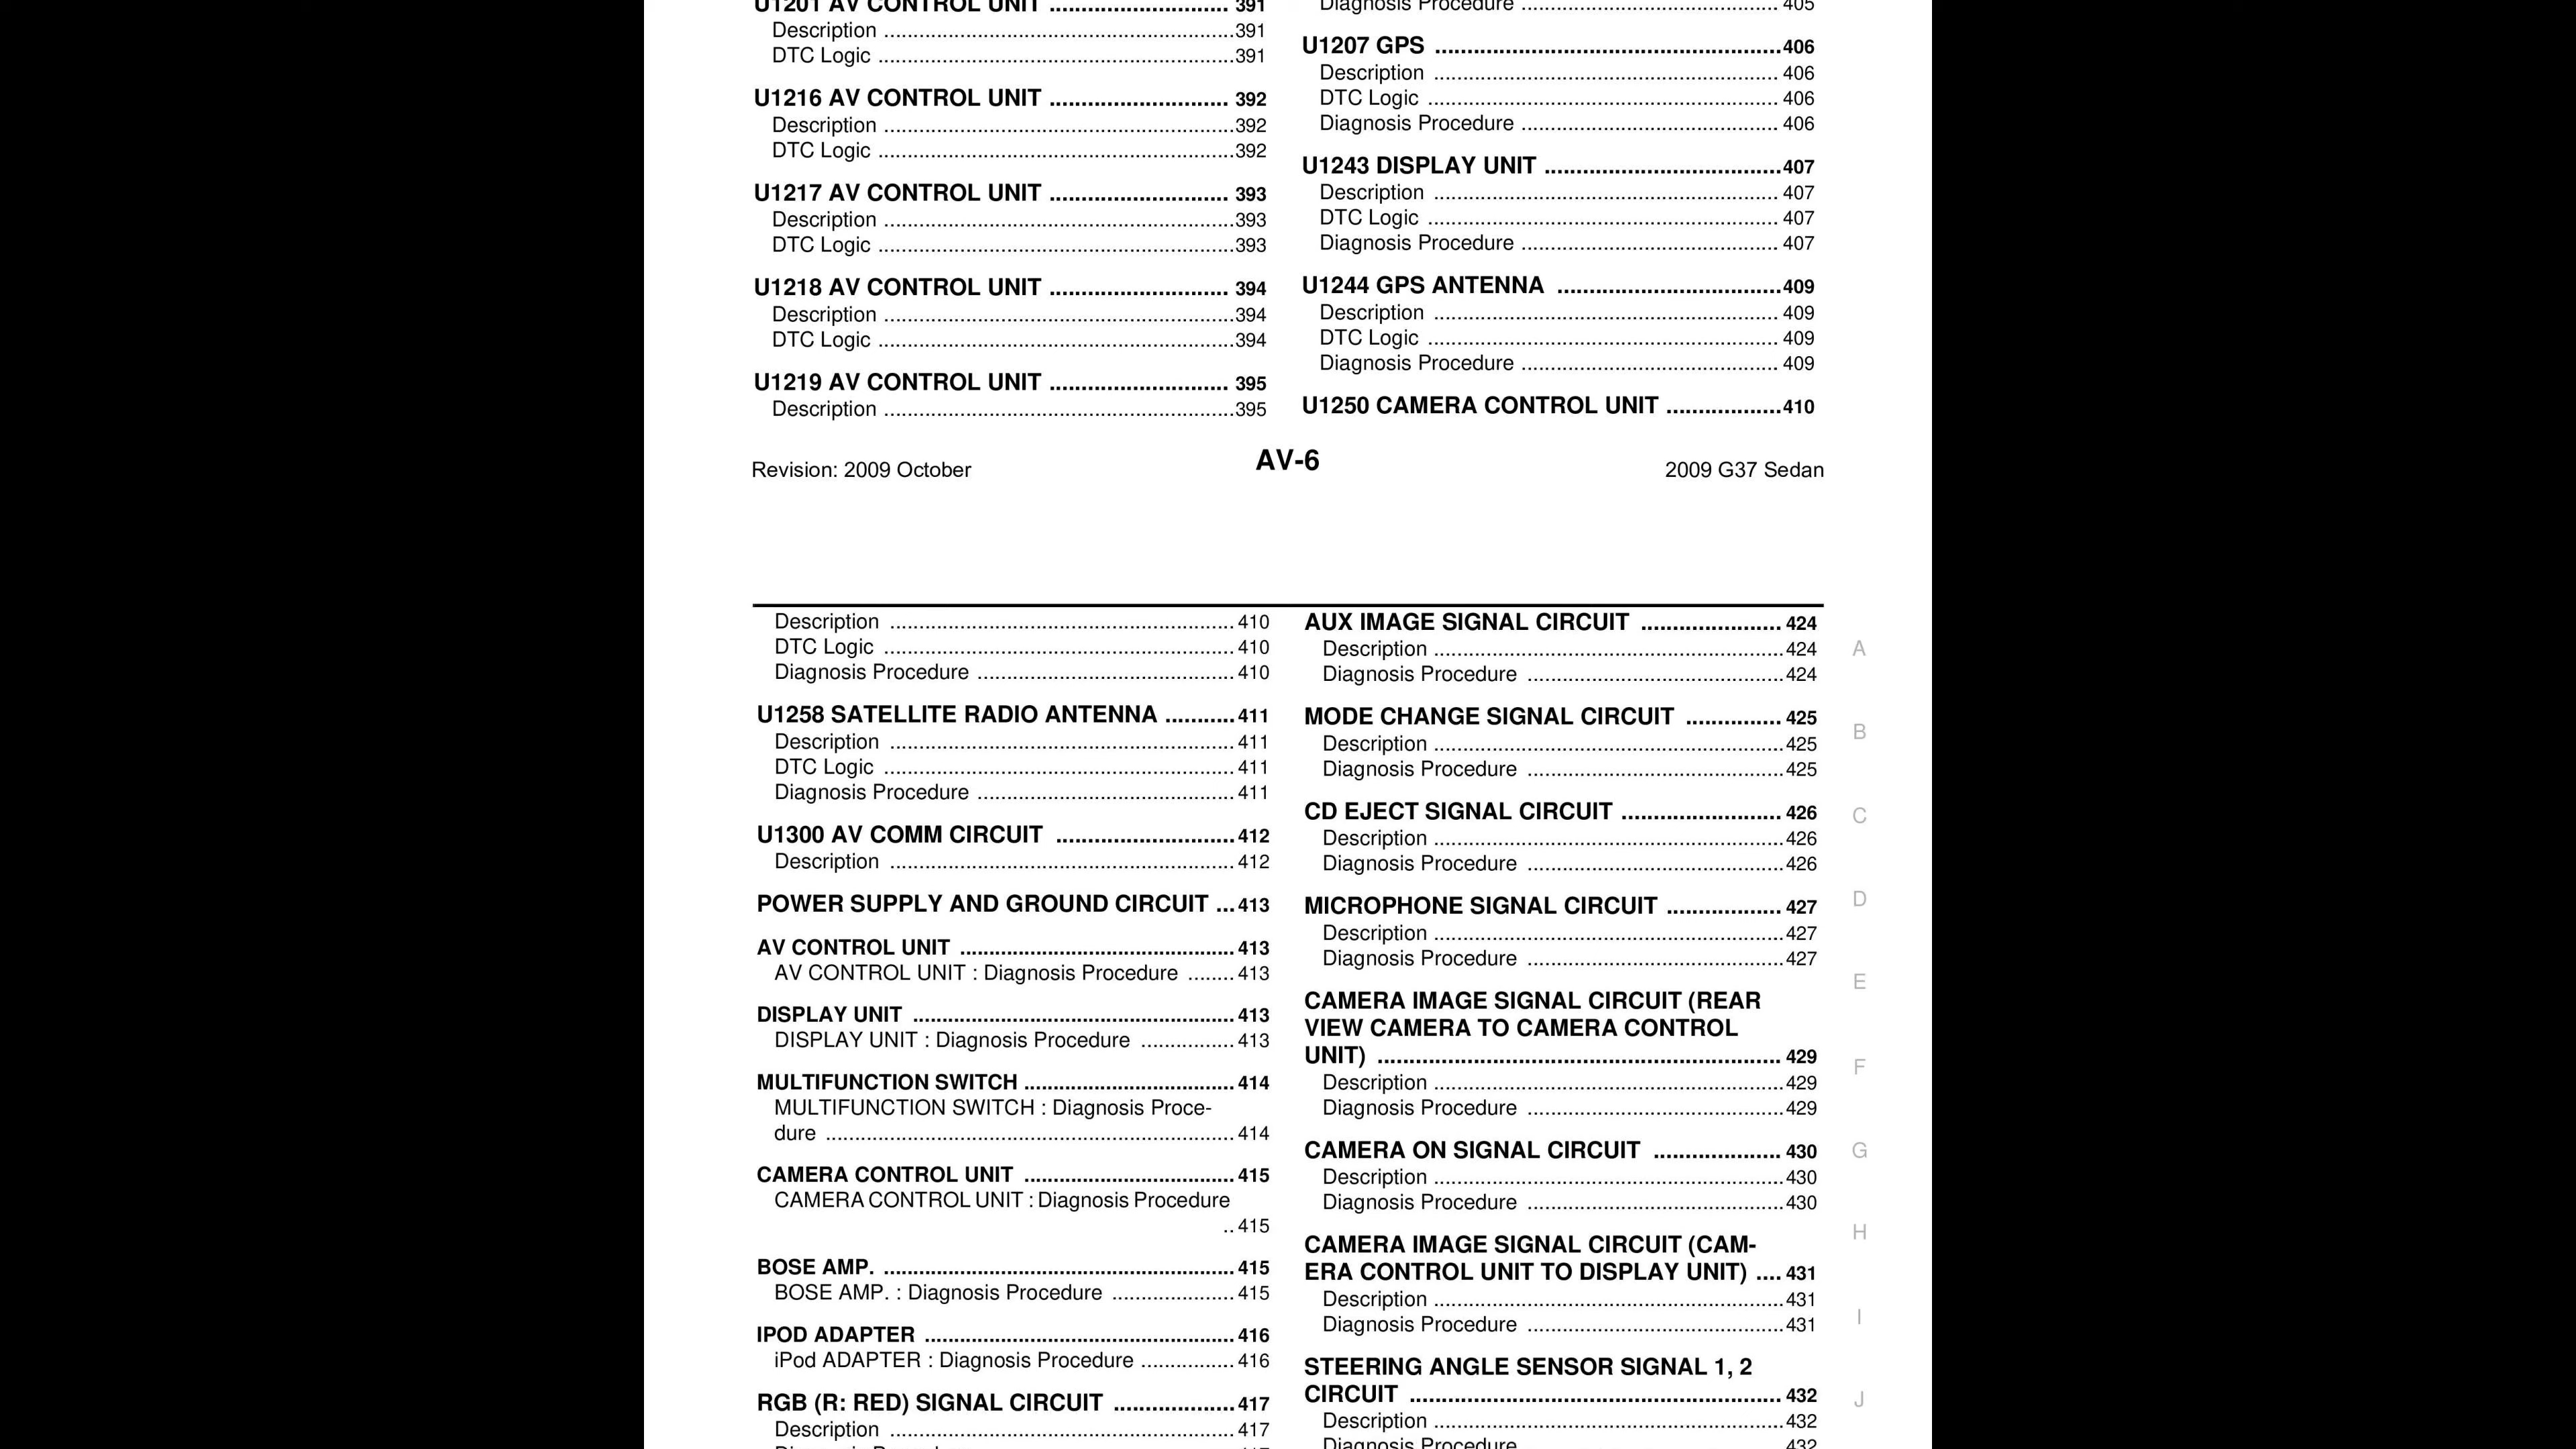 U1201 AV CONTROL UNIT ............................ 391
Description ............................................................391
DTC Logic .............................................................391
U1216 AV CONTROL UNIT ............................ 392
Description ............................................................392
DTC Logic .............................................................392
U1217 AV CONTROL UNIT ............................ 393
Description ............................................................393
DTC Logic .............................................................393
U1218 AV CONTROL UNIT ............................ 394
Description ............................................................394
DTC Logic .............................................................394
U1219 AV CONTROL UNIT ............................ 395
Description ............................................................395
Diagnosis Procedure ............................................ 405
U1207 GPS ......................................................406
Description ........................................................... 406
DTC Logic ............................................................ 406
Diagnosis Procedure ............................................ 406
U1243 DISPLAY UNIT .....................................407
Description ........................................................... 407
DTC Logic ............................................................ 407
Diagnosis Procedure ............................................ 407
U1244 GPS ANTENNA ...................................409
Description ........................................................... 409
DTC Logic ............................................................ 409
Diagnosis Procedure ............................................ 409
U1250 CAMERA CONTROL UNIT ..................410
Revision: 2009 October
AV-6
2009 G37 Sedan
Description ...........................................................410
DTC Logic ............................................................410
Diagnosis Procedure ............................................410
U1258 SATELLITE RADIO ANTENNA ...........411
Description ...........................................................411
DTC Logic ............................................................411
Diagnosis Procedure ............................................411
U1300 AV COMM CIRCUIT ............................412
Description ...........................................................412
POWER SUPPLY AND GROUND CIRCUIT ...413
AV CONTROL UNIT ...........................................413
AV CONTROL UNIT : Diagnosis Procedure ........413
DISPLAY UNIT ...................................................413
DISPLAY UNIT : Diagnosis Procedure ................413
MULTIFUNCTION SWITCH .................................414
MULTIFUNCTION SWITCH : Diagnosis Proce-
dure ......................................................................414
CAMERA CONTROL UNIT .................................415
CAMERA CONTROL UNIT : Diagnosis Procedure
..415
BOSE AMP. .......................................................415
BOSE AMP. : Diagnosis Procedure .....................415
IPOD ADAPTER .................................................416
iPod ADAPTER : Diagnosis Procedure ................416
RGB (R: RED) SIGNAL CIRCUIT ...................417
Description ...........................................................417
AUX IMAGE SIGNAL CIRCUIT ...................... 424
Description ............................................................424
Diagnosis Procedure ............................................424
MODE CHANGE SIGNAL CIRCUIT ............... 425
Description ............................................................425
Diagnosis Procedure ............................................425
CD EJECT SIGNAL CIRCUIT ......................... 426
Description ............................................................426
Diagnosis Procedure ............................................426
MICROPHONE SIGNAL CIRCUIT .................. 427
Description ............................................................427
Diagnosis Procedure ............................................427
CAMERA IMAGE SIGNAL CIRCUIT (REAR
VIEW CAMERA TO CAMERA CONTROL
UNIT) ............................................................... 429
Description ............................................................429
Diagnosis Procedure ............................................429
CAMERA ON SIGNAL CIRCUIT .................... 430
Description ............................................................430
Diagnosis Procedure ............................................430
CAMERA IMAGE SIGNAL CIRCUIT (CAM-
ERA CONTROL UNIT TO DISPLAY UNIT) .... 431
Description ............................................................431
Diagnosis Procedure ............................................431
STEERING ANGLE SENSOR SIGNAL 1, 2
CIRCUIT .......................................................... 432
Description ............................................................432
Diagnosis Procedure ............................................432
A
B
C
D
E
F
G
H
I
J